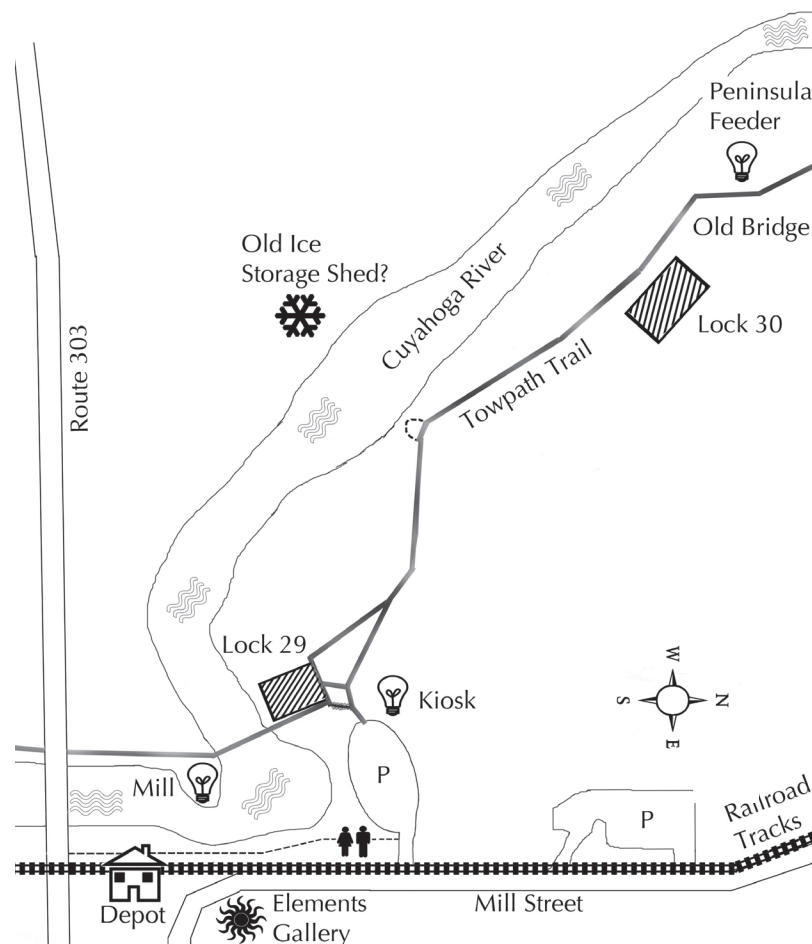 Peninsula
Feeder
Old Bridge
Old Ice
Storage Shed?
Cuyahoga River
Lock 30
Route 303
Towpath Trail
Lock 29
Kiosk
W
S
N
E
Mill
P
P
Railroad
Tracks
Depot
Elements
Gallery
Mill Street